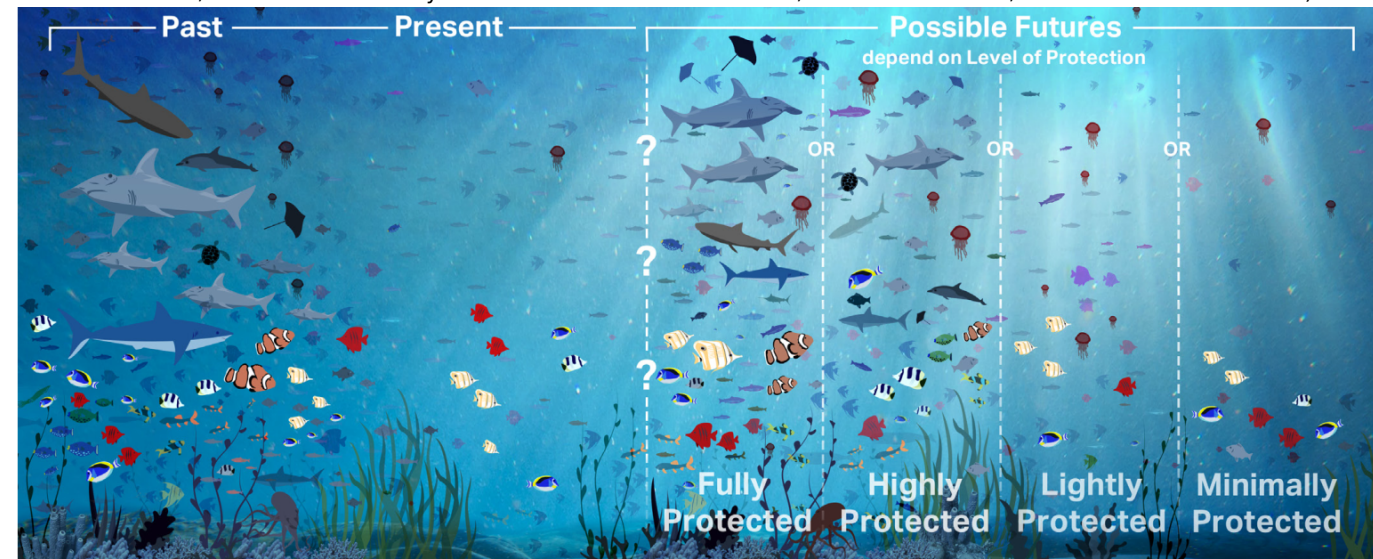 Past
Present
Possible Futures
depend on Level of Protection
?
OR
OR
OR
?
?
Fully
Protected
Highly
Protected
Lightly
Protected
Minimally
Protected